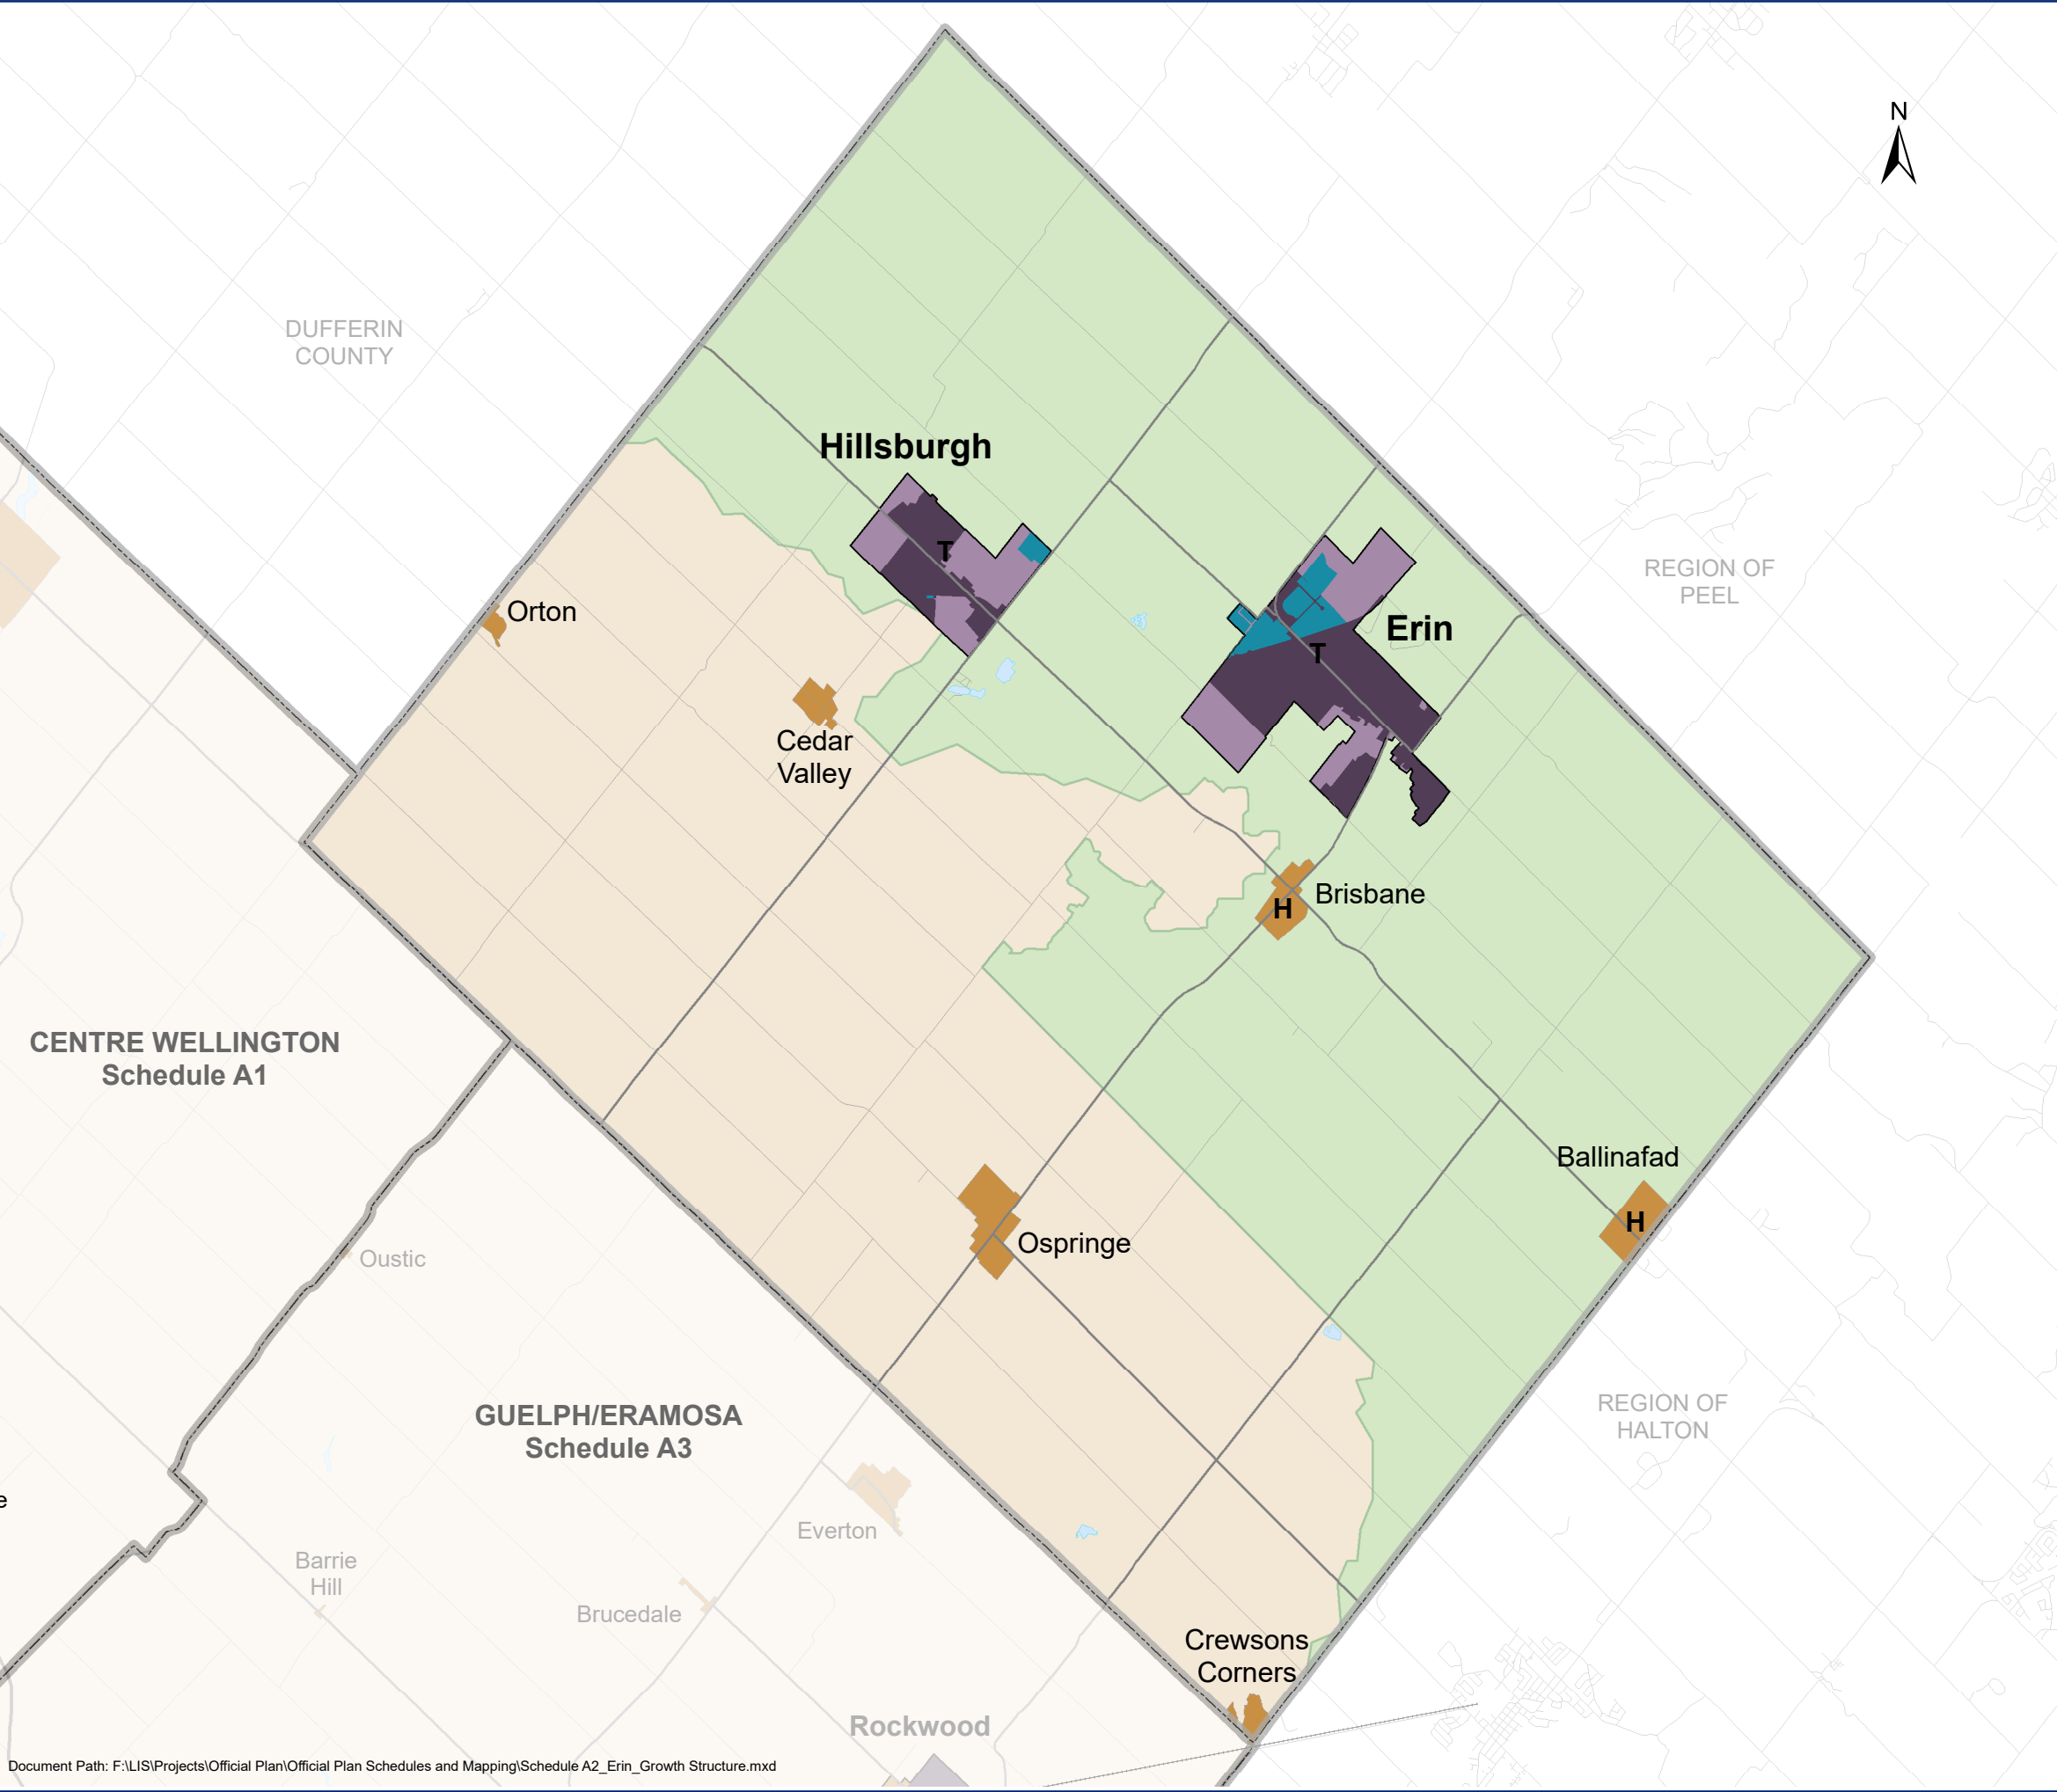 N
DUFFERIN
COUNTY
Hillsburgh
T
REGION OF
PEEL
Orton
Erin
T
Cedar
Valley
Brisbane
H
CENTRE WELLINGTON
Schedule A1
Ballinafad
H
Oustic
Ospringe
GUELPH/ERAMOSA
Schedule A3
REGION OF
HALTON
e
Everton
Barrie
Hill
Brucedale
Crewsons
Corners
Rockwood
Document Path: F:\LIS\Projects\Official Plan\Official Plan Schedules and Mapping\Schedule A2_Erin_Growth Structure.mxd